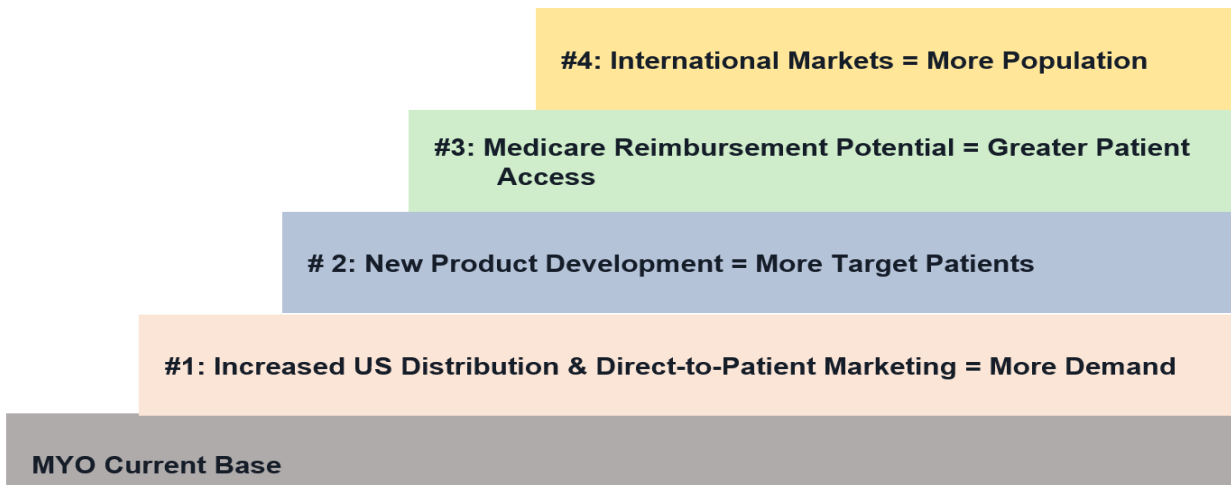 #4: International Markets = More Population
#3: Medicare Reimbursement Potential = Greater Patient
Access
# 2: New Product Development = More Target Patients
#1: Increased US Distribution & Direct-to-Patient Marketing = More Demand
MYO Current Base